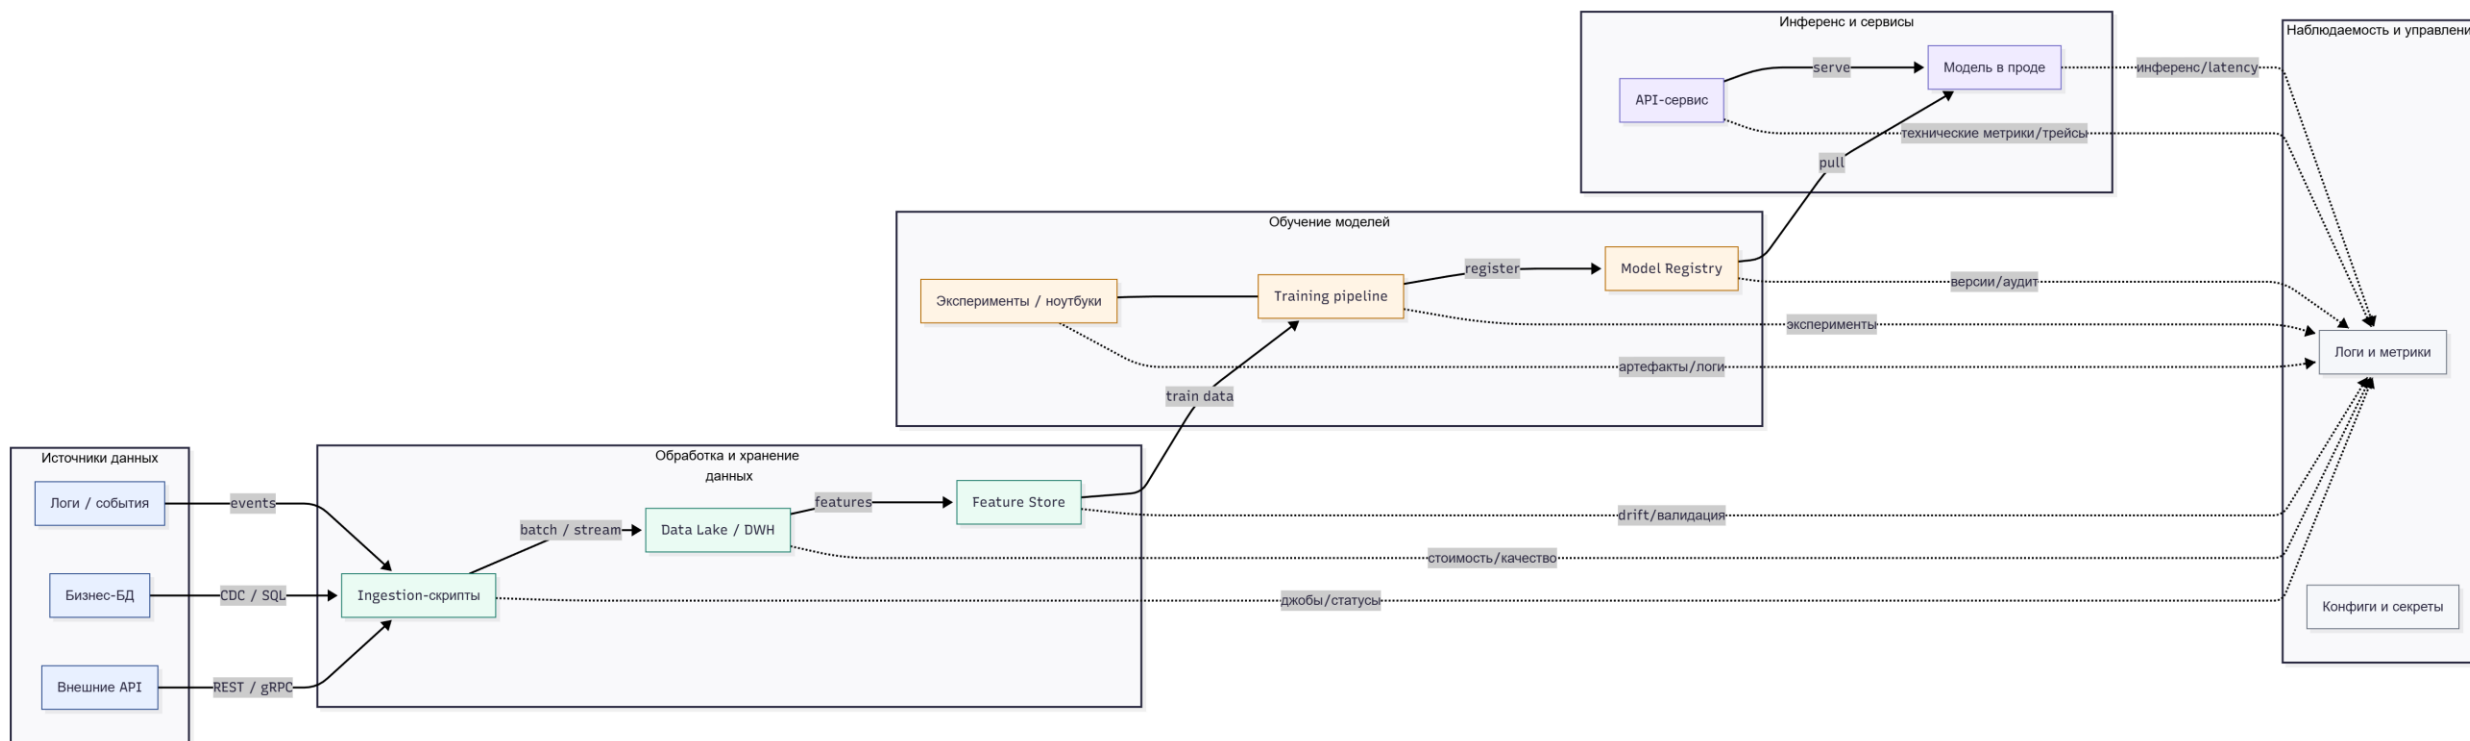 Источники данных
Логи / события
Бизнес-БД
Внешние API
events
CDC / SQL
REST / gRPC
Обработка и хранение
данных
Ingestion-скрипты
batch / stream
Data Lake / DWH
features
Feature Store
train data
Обучение моделей
Эксперименты / ноутбуки
Training pipeline
register
Model Registry
pull
Инференс и сервисы
API-сервис
serve
Модель в проде
инференс/latency
технические метрики/трейсы
версии/аудит
эксперименты
артефакты/логи
drift/валидация
стоимость/качество
джобы/статусы
Наблюдаемость и управлени
Логи и метрики
Конфиги и секреты